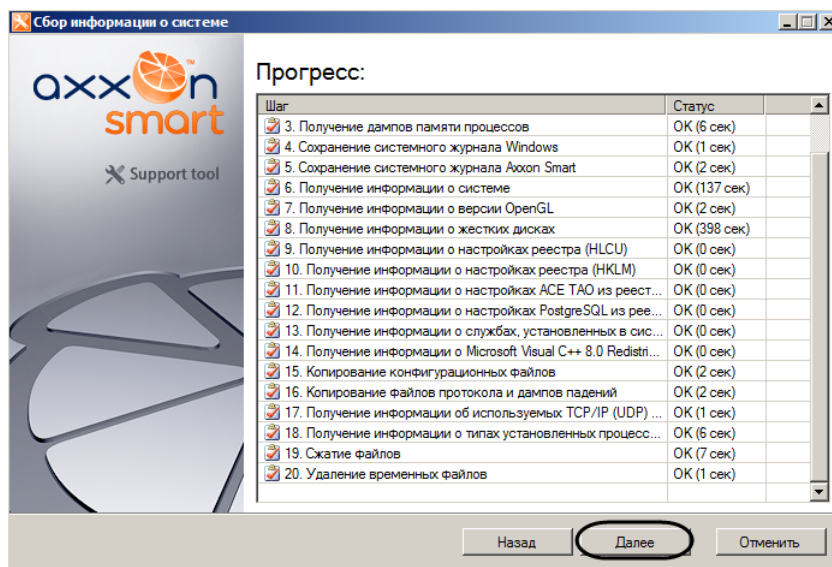 Сбор информации о системе
axxon
smart
Support tool
Прогресс:
Шаг Статус
3. Получение дампов памяти процессов OK (6 сек)
4. Сохранение системного журнала Windows OK (1 сек)
5. Сохранение системного журнала Axxon Smart OK (2 сек)
6. Получение информации о системе OK (137 сек)
7. Получение информации о версии OpenGL OK (2 сек)
8. Получение информации о жестких дисках OK (398 сек)
9. Получение информации о настройках реестра (HLCU) OK (0 сек)
10. Получение информации о настройках реестра (HKLM) OK (0 сек)
11. Получение информации о настройках ACE TAO из реест... OK (0 сек)
12. Получение информации о настройках PostgreSQL из рее... OK (0 сек)
13. Получение информации о службах, установленных в сис... OK (0 сек)
14. Получение информации о Microsoft Visual C++ 8.0 Redistri... OK (0 сек)
15. Копирование конфигурационных файлов OK (2 сек)
16. Копирование файлов протокола и дампов падений OK (2 сек)
17. Получение информации об используемых TCP/IP (UDP) ... OK (1 сек)
18. Получение информации о типах установленных процесс... OK (6 сек)
19. Сжатие файлов OK (7 сек)
20. Удаление временных файлов OK (1 сек)
Назад Далее Отменить